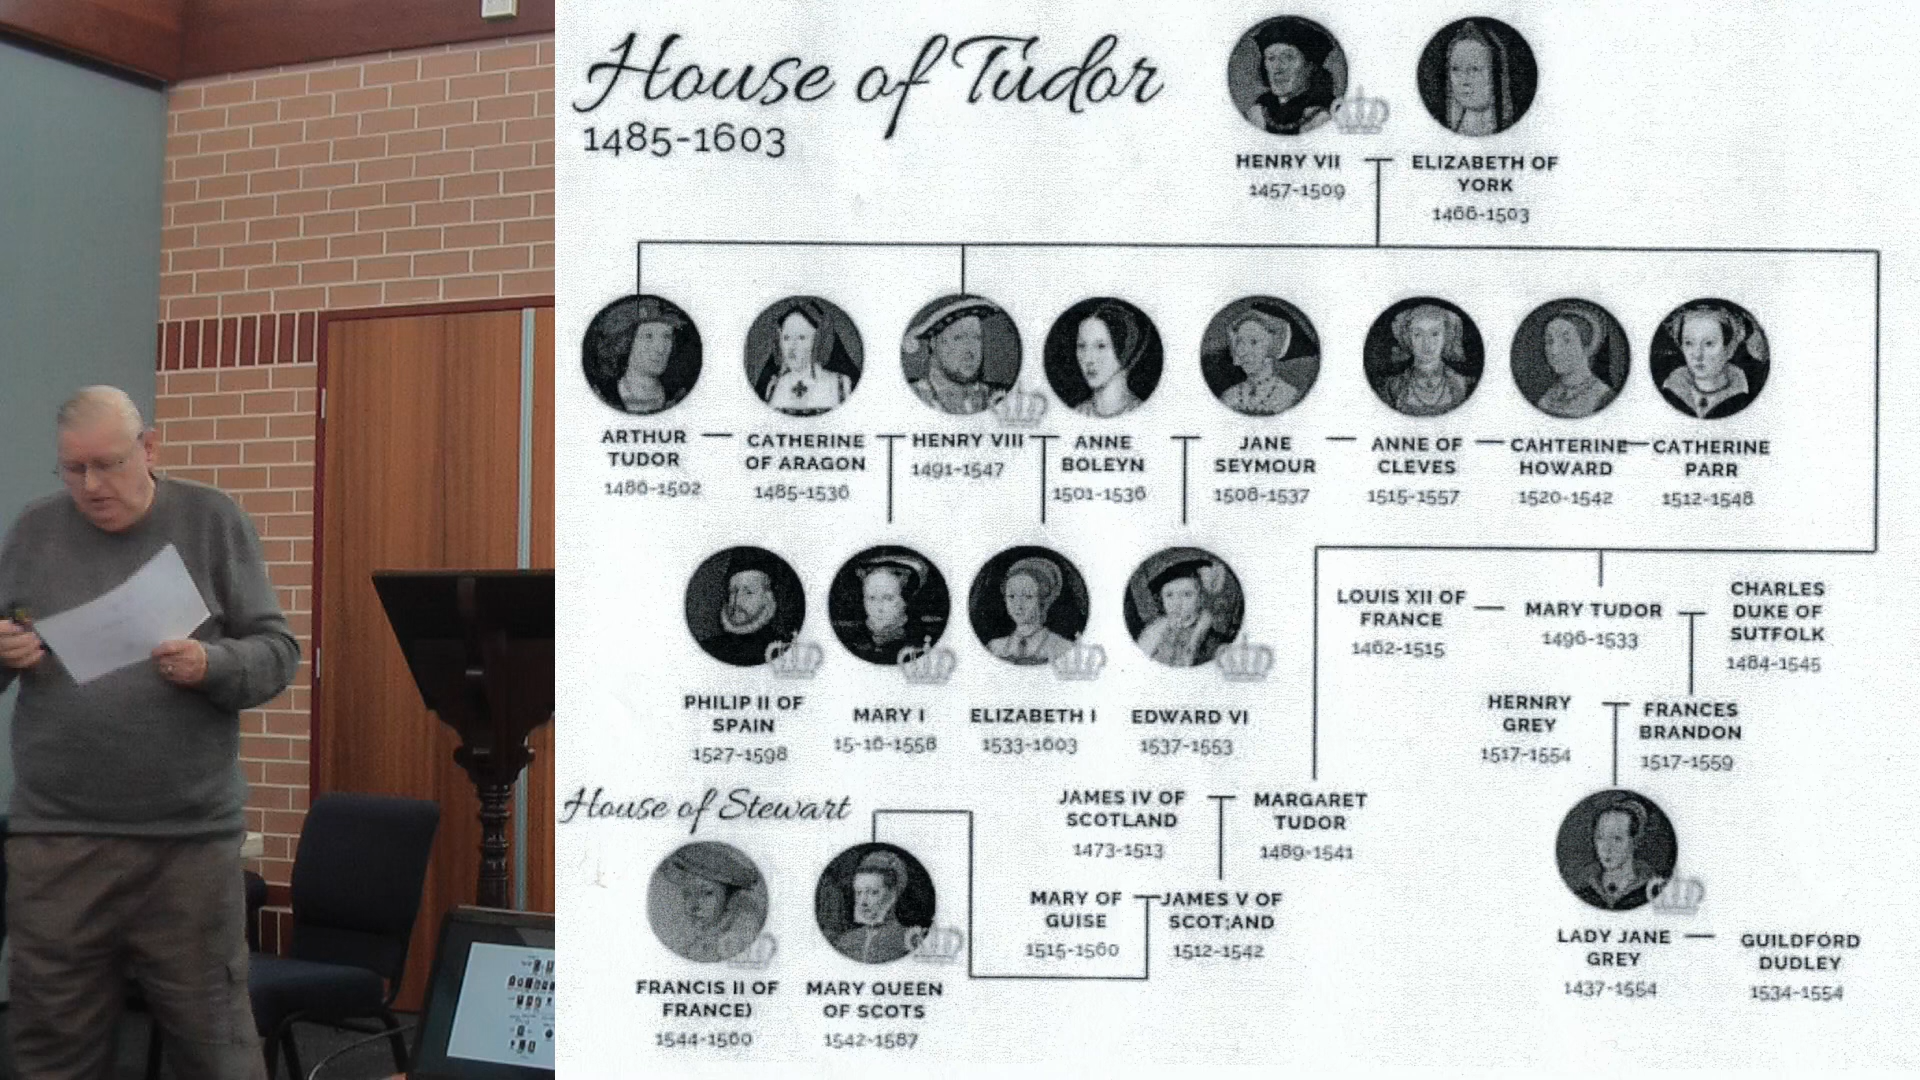 House of Tudor
1485-1603
HENRY VII
1457-1509
ELIZABETH OF
YORK
1466-1503
ARTHUR
TUDOR
1486-1502
CATHERINE
OF ARAGON
1485-1536
HENRY VIII
1491-1547
ANNE
BOLEYN
1501-1536
JANE
SEYMOUR
1508-1537
ANNE OF
CLEVES
1515-1557
CAHTERINE
HOWARD
1520-1542
CATHERINE
PARR
1512-1548
PHILIP II OF
SPAIN
1527-1598
MARY I
15-16-1558
ELIZABETH I
1533-1603
EDWARD VI
1537-1553
LOUIS XII OF
FRANCE
1462-1515
MARY TUDOR
1496-1533
CHARLES
DUKE OF
SUTFOLK
1484-1545
HERNRY
GREY
1517-1554
FRANCES
BRANDON
1517-1559
House of Stewart
JAMES IV OF
SCOTLAND
1473-1513
MARGARET
TUDOR
1489-1541
MARY OF
GUISE
1515-1560
JAMES V OF
SCOT;AND
1512-1542
FRANCIS II OF
FRANCE)
1544-1560
MARY QUEEN
OF SCOTS
1542-1587
LADY JANE
GREY
1437-1554
GUILDFORD
DUDLEY
1534-1554